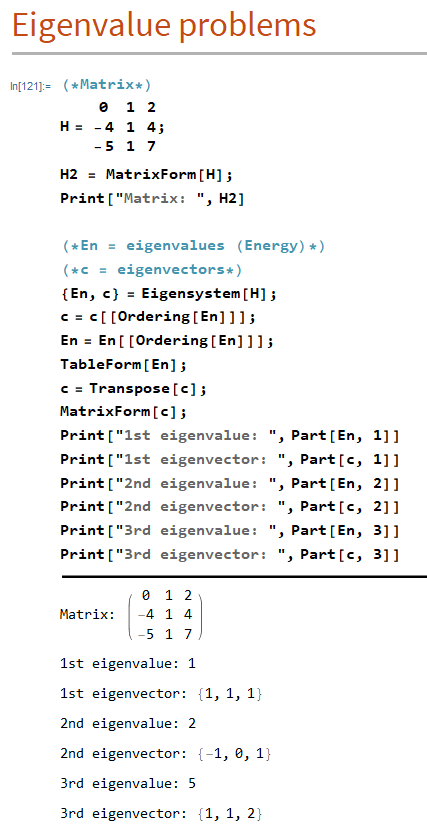 Eigenvalue problems
In[121]:= (*Matrix*)
0 1 2
H = -4 1 4;
-5 1 7
H2 = MatrixForm[H];
Print["Matrix: ", H2]
(*En = eigenvalues (Energy)*)
(*c = eigenvectors*)
{En, c} = Eigensystem[H];
c = c[[Ordering[En]]];
En = En[[Ordering[En]]];
TableForm[En];
c = Transpose[c];
MatrixForm[c];
Print["1st eigenvalue: ", Part[En, 1]]
Print["1st eigenvector: ", Part[c, 1]]
Print["2nd eigenvalue: ", Part[En, 2]]
Print["2nd eigenvector: ", Part[c, 2]]
Print["3rd eigenvalue: ", Part[En, 3]]
Print["3rd eigenvector: ", Part[c, 3]]
0 1 2
Matrix: -4 1 4
-5 1 7
1st eigenvalue: 1
1st eigenvector: {1, 1, 1}
2nd eigenvalue: 2
2nd eigenvector: {-1, 0, 1}
3rd eigenvalue: 5
3rd eigenvector: {1, 1, 2}